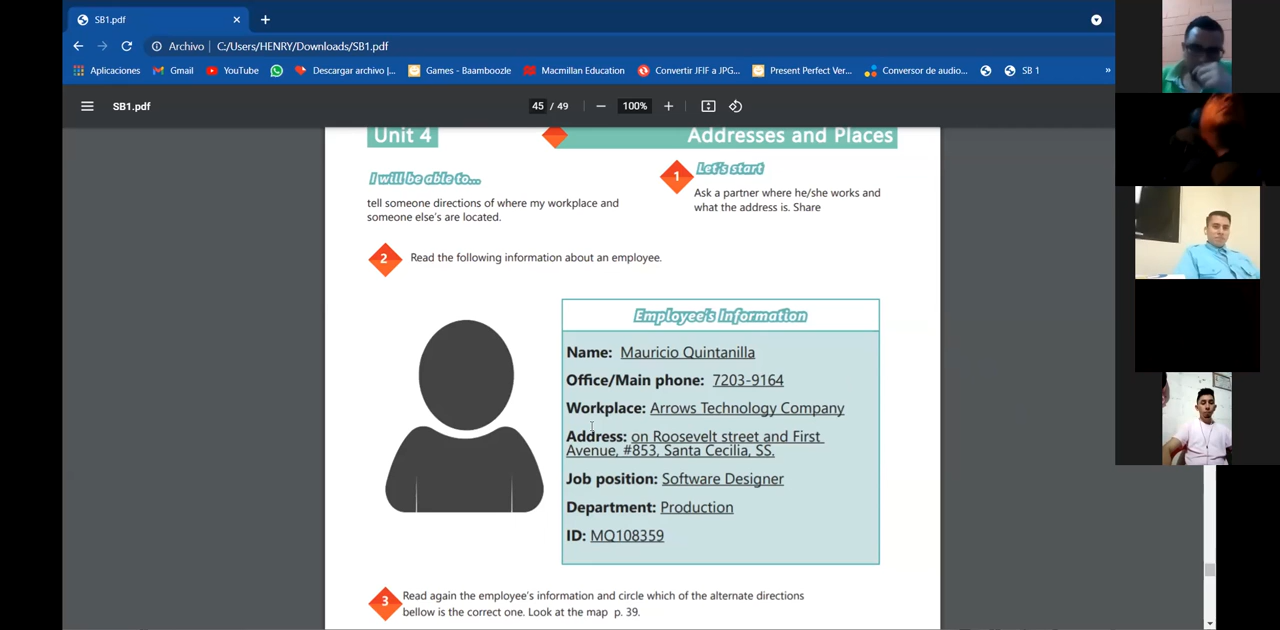 SB1.pdf
Archivo | C:/Users/HENRY/Downloads/SB1.pdf
Aplicaciones Gmail YouTube Descargar archivo |... Games - Baamboozle Macmillan Education Convertir JFIF a JPG... Present Perfect Ver... Conversor de audio... SB 1 »
SB1.pdf 45 / 49 100%
Unit 4 Addresses and Places
I will be able to...
tell someone directions of where my workplace and
someone else's are located.
1 Let's start
Ask a partner where he/she works and
what the address is. Share
2 Read the following information about an employee.
Employee's Information
Name: Mauricio Quintanilla
Office/Main phone: 7203-9164
Workplace: Arrows Technology Company
Address: on Roosevelt street and First
Avenue, #853, Santa Cecilia, SS.
Job position: Software Designer
Department: Production
ID: MQ108359
3 Read again the employee's information and circle which of the alternate directions
bellow is the correct one. Look at the map p. 39.